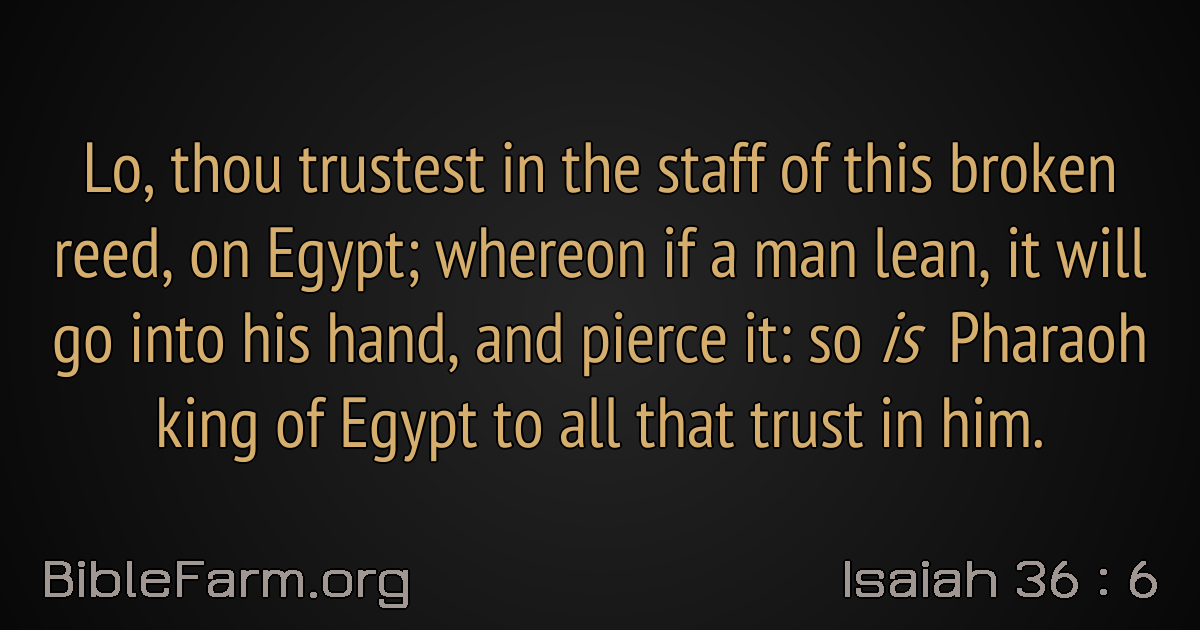 Lo, thou trustest in the staff of this broken
reed, on Egypt; whereon if a man lean, it will
go into his hand, and pierce it: so is Pharaoh
king of Egypt to all that trust in him.
BibleFarm.org
Isaiah 36 : 6